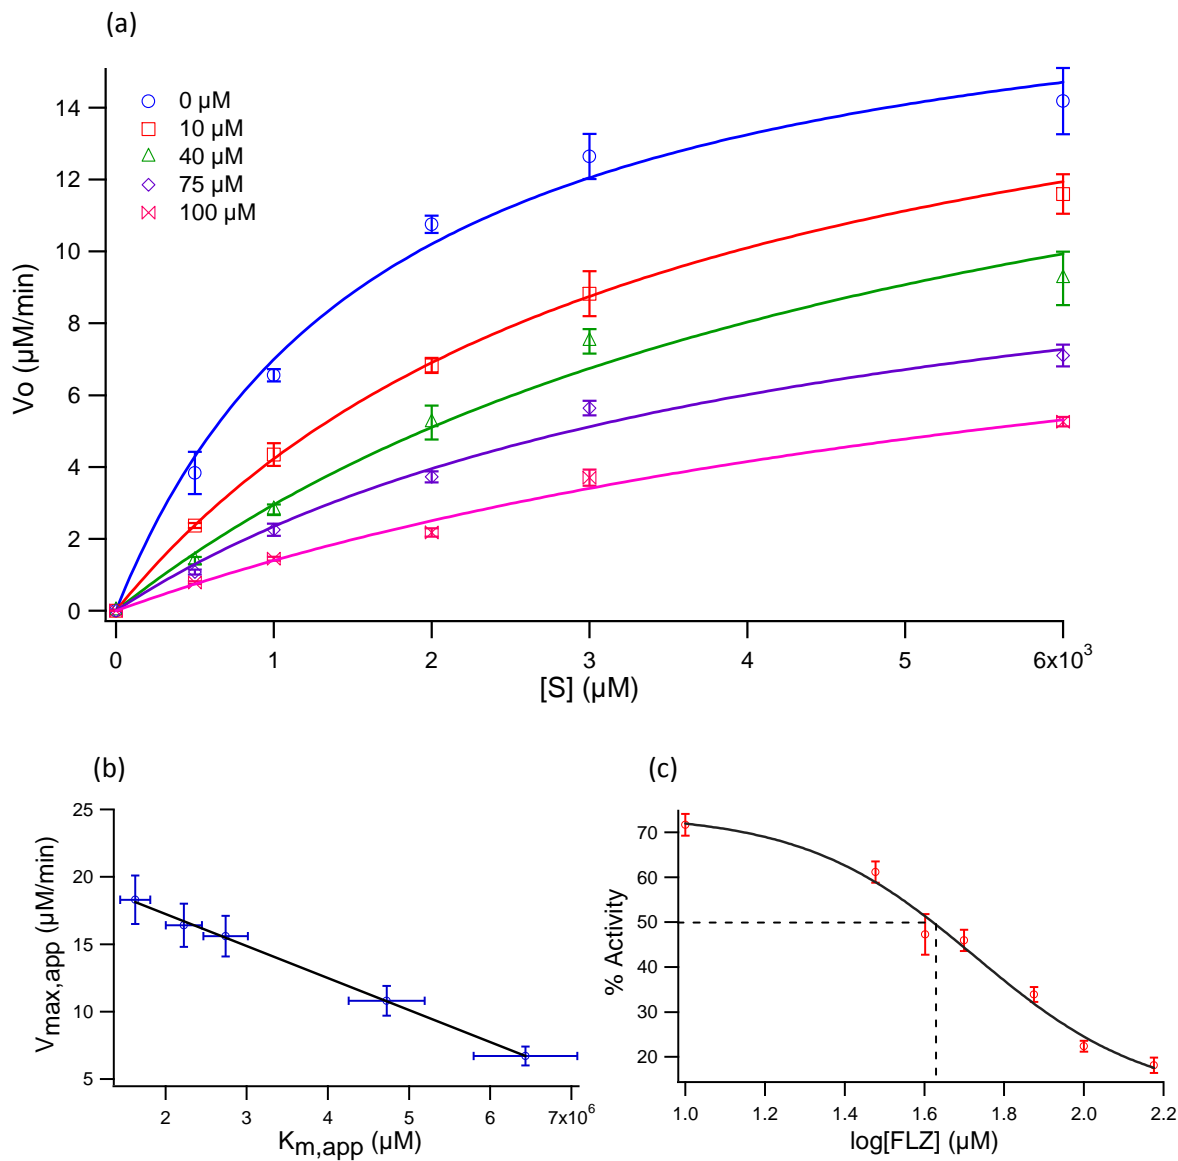 (a)
14
12
10
8
6
4
2
0
Vo (µM/min)
0 µM
10 µM
40 µM
75 µM
100 µM
0
1
2
3
4
5
6x10³
[S] (µM)
(b)
25
20
15
10
5
Vmax,app (µM/min)
2
3
4
5
6
7x10⁶
Km,app (µM)
(c)
70
60
50
40
30
20
% Activity
1.0
1.2
1.4
1.6
1.8
2.0
2.2
log[FLZ] (µM)